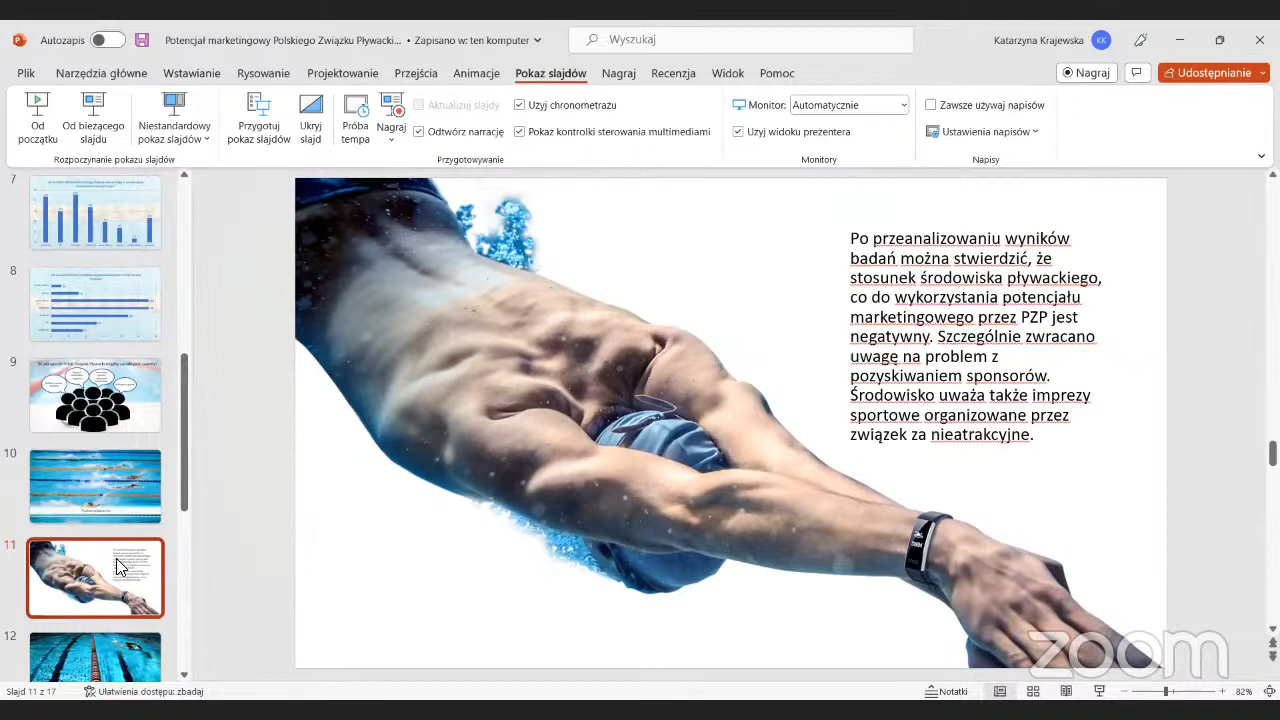 Autozapis
Potencjał marketingowy Polskiego Związku Pływacki... • Zapisano w: ten komputer
Wyszukaj
Katarzyna Krajewska
KK
Plik
Narzędzia główne
Wstawianie
Rysowanie
Projektowanie
Przejścia
Animacje
Pokaz slajdów
Nagraj
Recenzja
Widok
Pomoc
Nagraj
Udostępnianie
Od początku
Od bieżącego slajdu
Niestandardowy pokaz slajdów
Rozpoczynanie pokazu slajdów
Przygotuj pokaz slajdów
Ukryj slajd
Próba tempa
Nagraj
Aktualizuj slajdy
Odtwórz narrację
Użyj chronometrażu
Pokaż kontrolki sterowania multimediami
Przygotowywanie
Monitor:
Automatycznie
Użyj widoku prezentera
Monitory
Zawsze używaj napisów
Ustawienia napisów
Napisy
7
8
9
10
11
12
Po przeanalizowaniu wyników
badań można stwierdzić, że
stosunek środowiska pływackiego,
co do wykorzystania potencjału
marketingowego przez PZP jest
negatywny. Szczególnie zwracano
uwagę na problem z
pozyskiwaniem sponsorów.
Środowisko uważa także imprezy
sportowe organizowane przez
związek za nieatrakcyjne.
zoom
Slajd 11 z 17
Ułatwienia dostępu: zbadaj
Notatki
82%